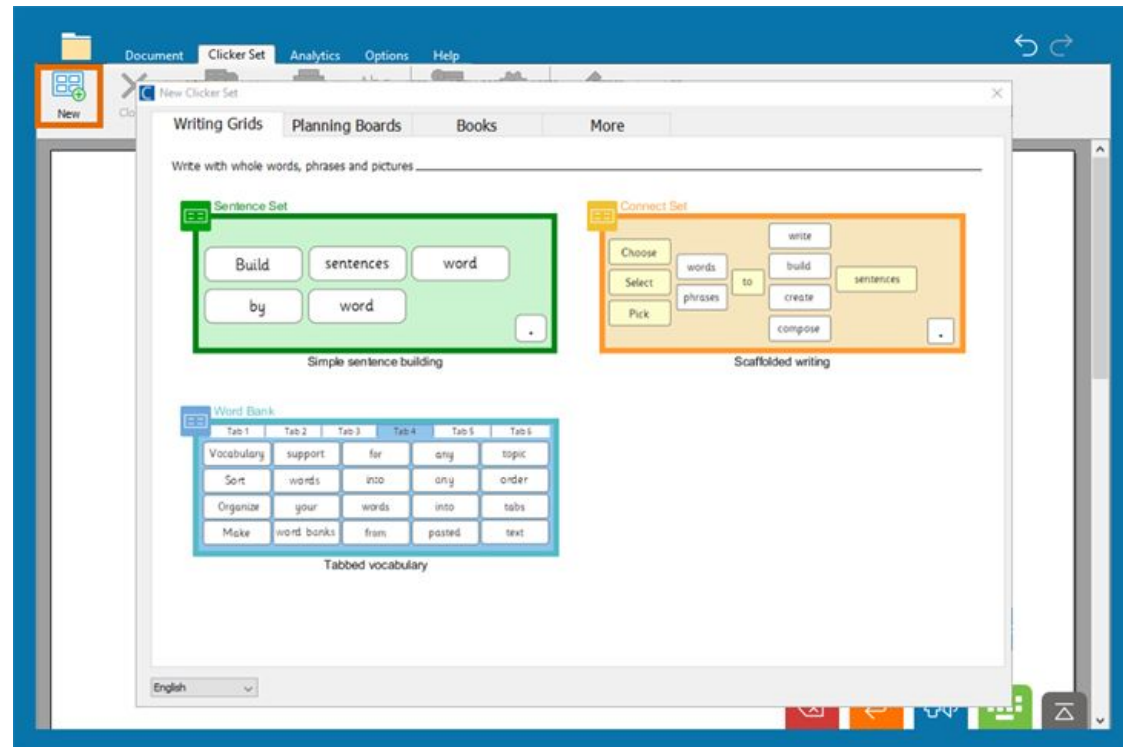 Document Clicker Set Analytics Options Help
New
Clo
New Clicker Set
Writing Grids Planning Boards Books More
Write with whole words, phrases and pictures
Sentence Set
Build sentences word
by word .
Simple sentence building
Connect Set
Choose Select Pick
words phrases
to
write build create compose
sentences
.
Scaffolded writing
Word Bank
Tab 1 Tab 2 Tab 3 Tab 4 Tab 5 Tab 6
Vocabulary support for any topic
Sort words into any order
Organize your words into tabs
Make word banks from pasted text
Tabbed vocabulary
English